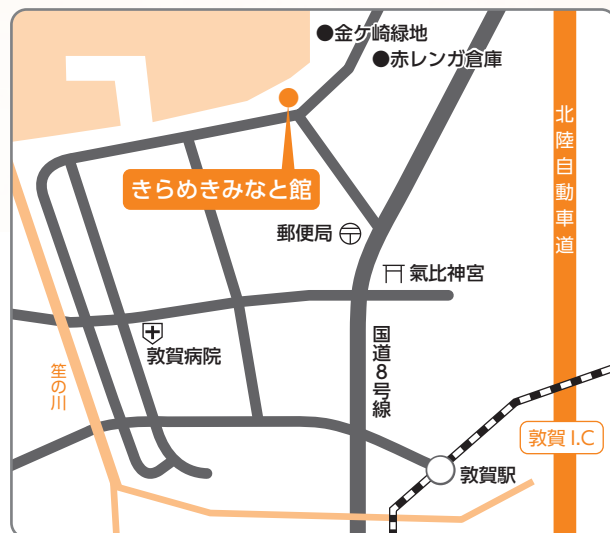 ●金ケ崎緑地
●赤レンガ倉庫
北陸自動車道
きらめきみなと館
郵便局
氣比神宮
敦賀病院
国道8号線
笙の川
敦賀 I.C
敦賀駅